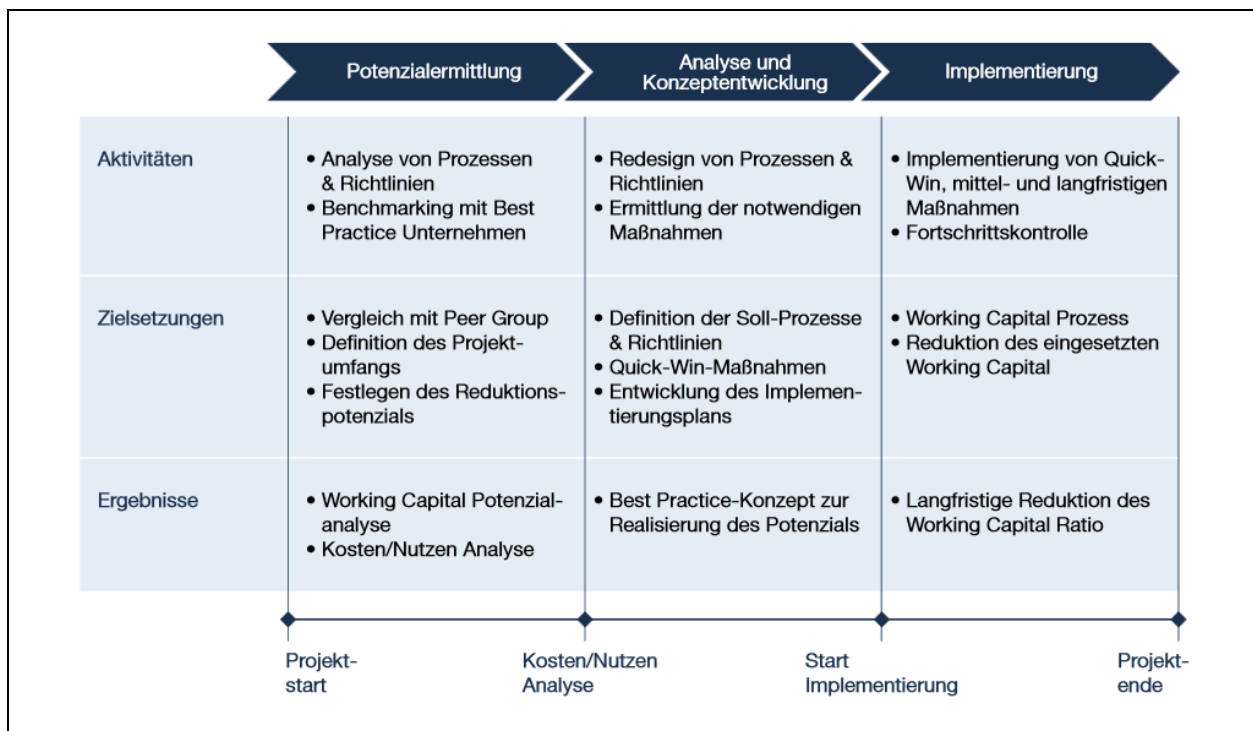 Potenzialermittlung
Analyse und
Konzeptentwicklung
Implementierung
Aktivitäten
• Analyse von Prozessen
& Richtlinien
• Benchmarking mit Best
Practice Unternehmen
• Redesign von Prozessen &
Richtlinien
• Ermittlung der notwendigen
Maßnahmen
• Implementierung von Quick-
Win, mittel- und langfristigen
Maßnahmen
• Fortschrittskontrolle
Zielsetzungen
• Vergleich mit Peer Group
• Definition des Projekt-
umfangs
• Festlegen des Reduktions-
potenzials
• Definition der Soll-Prozesse
& Richtlinien
• Quick-Win-Maßnahmen
• Entwicklung des Implemen-
tierungsplans
• Working Capital Prozess
• Reduktion des eingesetzten
Working Capital
Ergebnisse
• Working Capital Potenzial-
analyse
• Kosten/Nutzen Analyse
• Best Practice-Konzept zur
Realisierung des Potenzials
• Langfristige Reduktion des
Working Capital Ratio
Projekt-
start
Kosten/Nutzen
Analyse
Start
Implementierung
Projekt-
ende